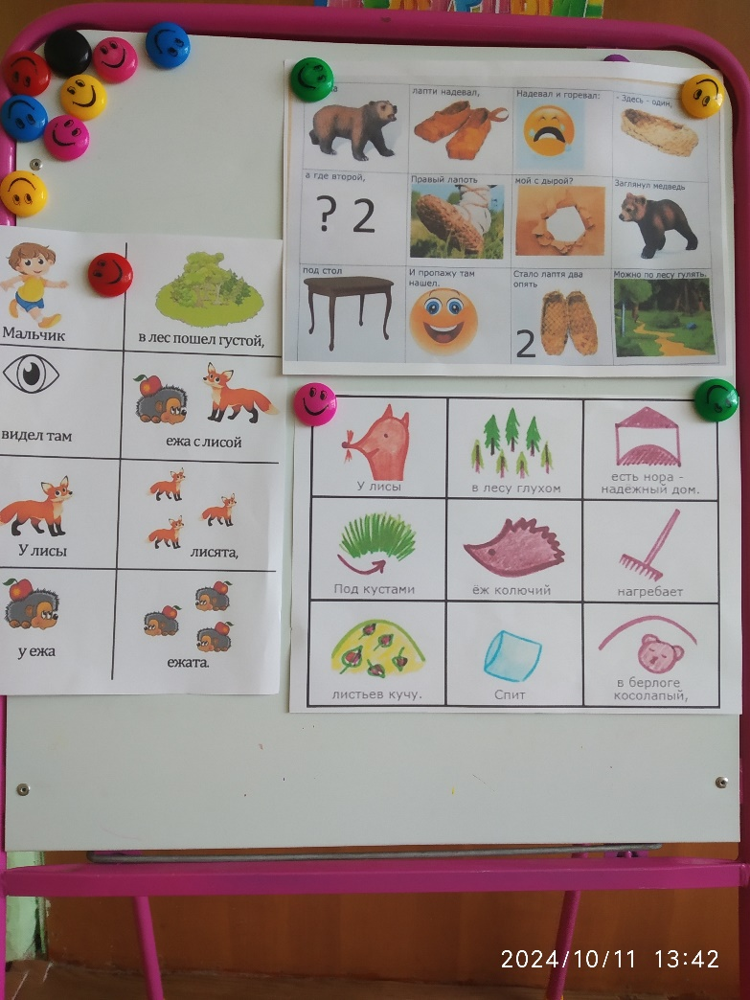 лапти надевал,
Надевал и горевал:
- Здесь - один,
а где второй,
? 2
Правый лапоть
мой с дырой?
Заглянул медведь
под стол
И пропажу там
нашел.
Стало лаптя два
опять
2
Можно по лесу гулять.
Мальчик
в лес пошел густой,
видел там
ежа с лисой
У лисы
лисята,
у ежа
ежата.
У лисы
в лесу глухом
есть нора -
надёжный дом.
Под кустами
ёж колючий
нагребает
листьев кучу.
Спит
в берлоге
косолапый,
2024/10/11 13:42